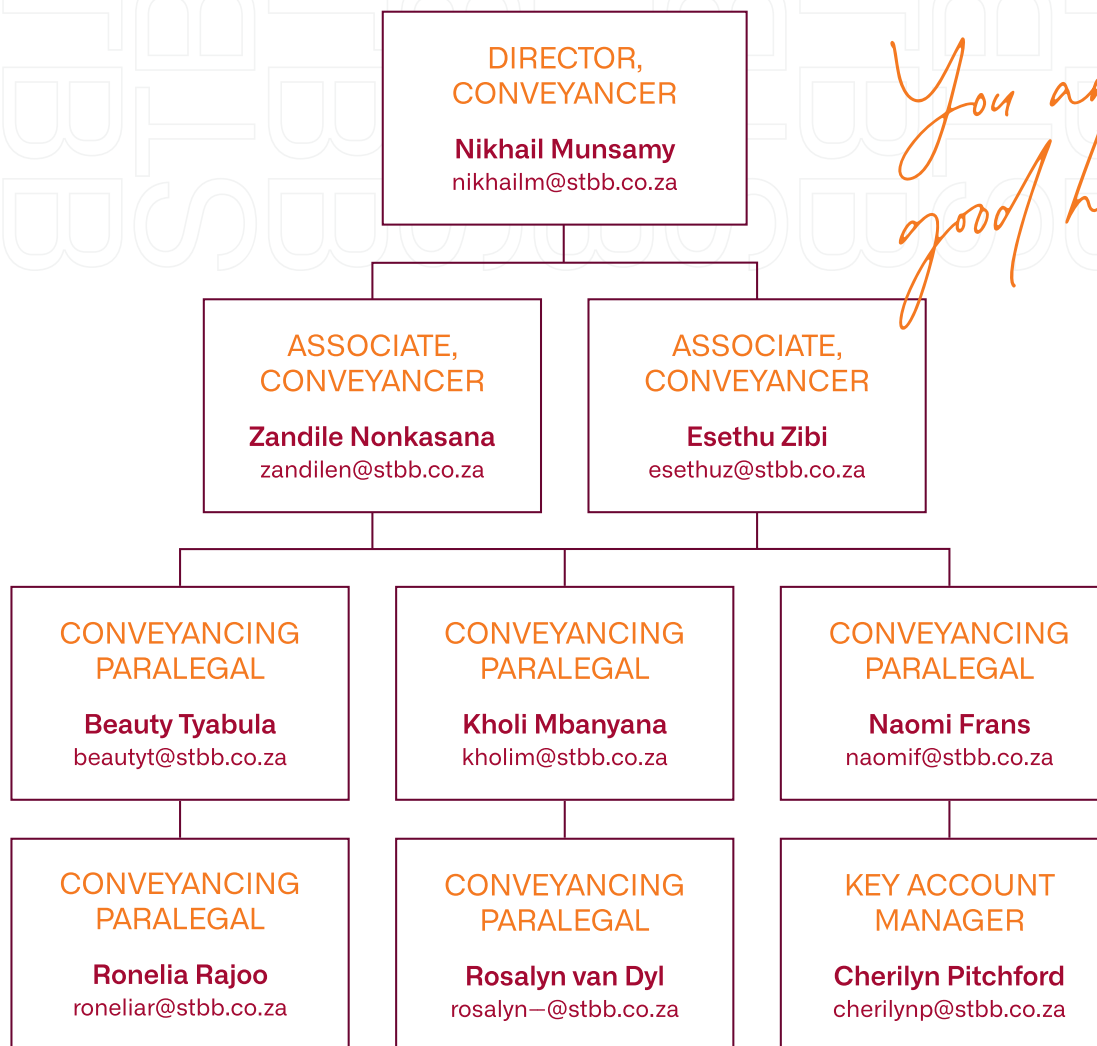 DIRECTOR,
CONVEYANCER
Nikhail Munsamy
nikhailm@stbb.co.za
You
good
ASSOCIATE,
CONVEYANCER
Zandile Nonkasana
zandilen@stbb.co.za
ASSOCIATE,
CONVEYANCER
Esethu Zibi
esethuz@stbb.co.za
CONVEYANCING
PARALEGAL
Beauty Tyabula
beautyt@stbb.co.za
CONVEYANCING
PARALEGAL
Kholi Mbanyana
kholim@stbb.co.za
CONVEYANCING
PARALEGAL
Naomi Frans
naomif@stbb.co.za
CONVEYANCING
PARALEGAL
Ronelia Rajoo
roneliar@stbb.co.za
CONVEYANCING
PARALEGAL
Rosalyn van Dyl
rosalyn—@stbb.co.za
KEY ACCOUNT
MANAGER
Cherilyn Pitchford
cherilynp@stbb.co.za